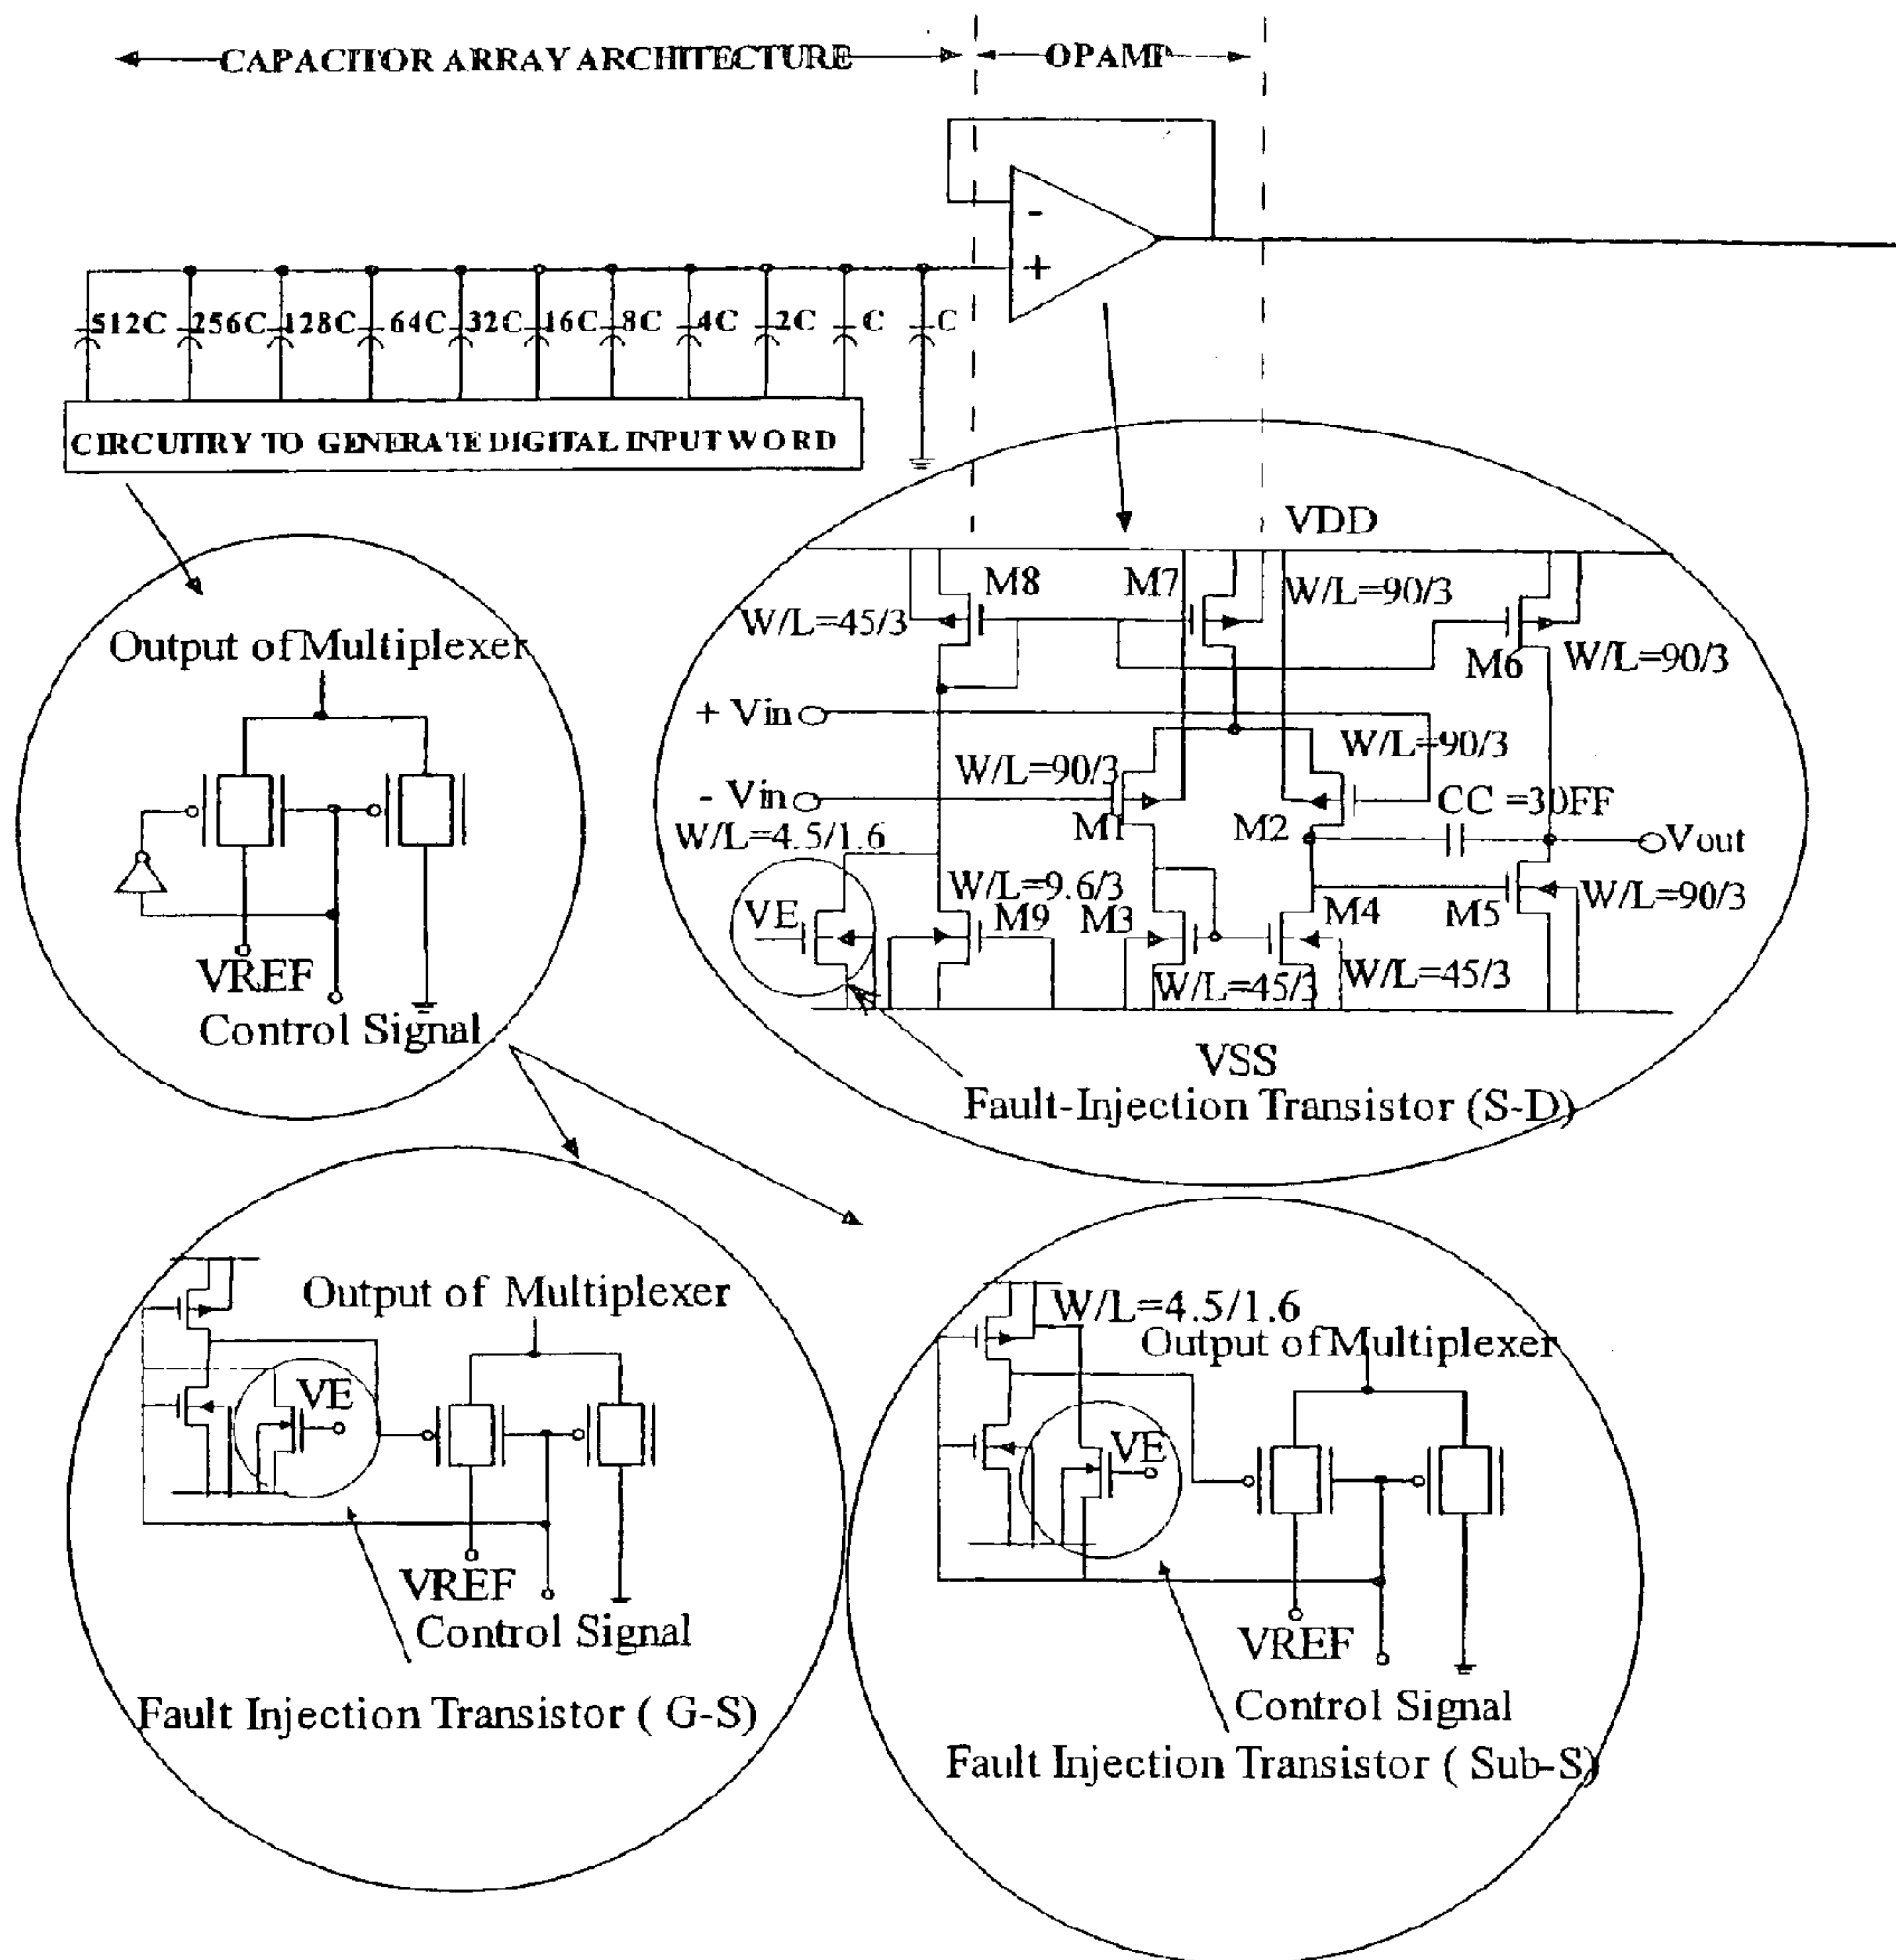 CAPACITOR ARRAY ARCHITECTURE
OPAMP
-
+
512C 256C 128C 64C 32C 16C 8C 4C 2C C C
CIRCUITRY TO GENERATE DIGITAL INPUT WORD
VDD
M8
M7
W/L=90/3
W/L=45/3
M6
W/L=90/3
+ Vin
W/L=90/3
W/L=90/3
- Vin
CC =30FF
M1
M2
W/L=4.5/1.6
Vout
W/L=9.6/3
VE
M9
M3
M4
M5
W/L=90/3
W/L=45/3
W/L=45/3
VSS
Fault-Injection Transistor (S-D)
Output of Multiplexer
VREF
Control Signal
Output of Multiplexer
VE
VREF
Control Signal
Fault Injection Transistor ( G-S)
W/L=4.5/1.6
Output of Multiplexer
VE
VREF
Control Signal
Fault Injection Transistor ( Sub-S)